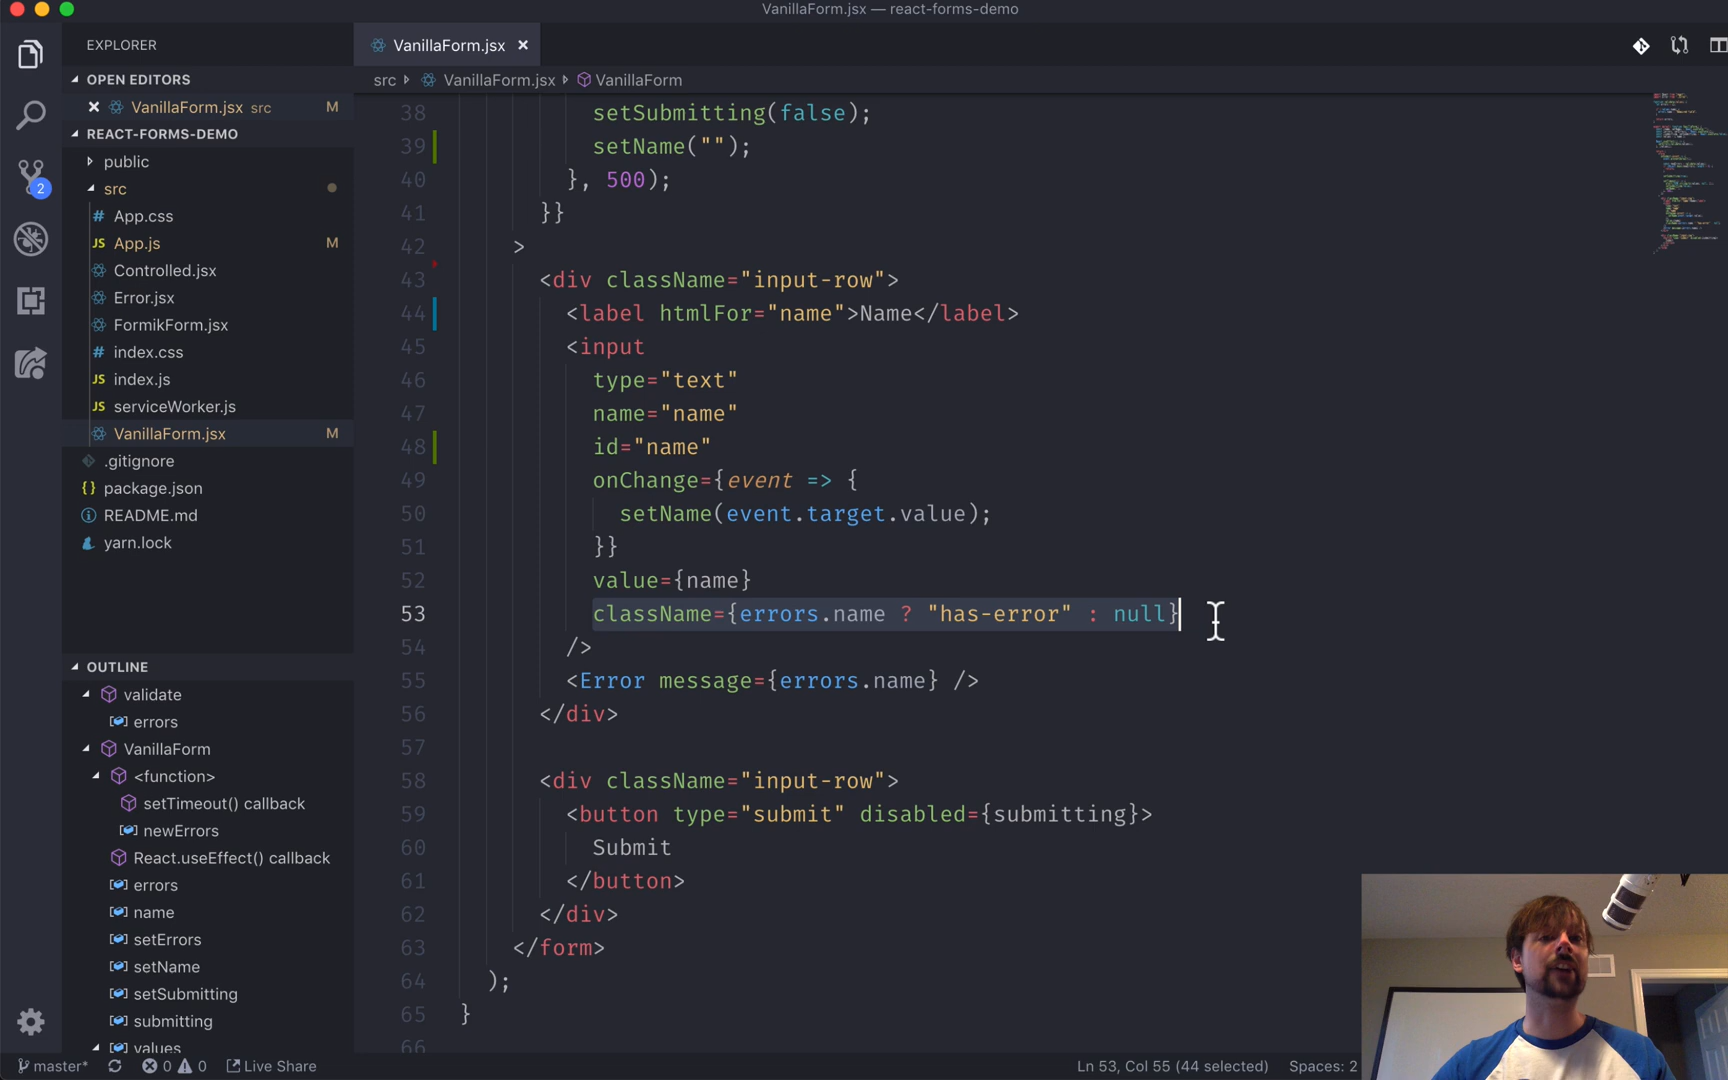 VanillaForm.jsx — react-forms-demo
EXPLORER
OPEN EDITORS
VanillaForm.jsx src M
REACT-FORMS-DEMO
public
src
# App.css
JS App.js M
Controlled.jsx
Error.jsx
FormikForm.jsx
# index.css
JS index.js
JS serviceWorker.js
VanillaForm.jsx M
.gitignore
{} package.json
README.md
yarn.lock
2
OUTLINE
validate
errors
VanillaForm
<function>
setTimeout() callback
newErrors
React.useEffect() callback
errors
name
setErrors
setName
setSubmitting
submitting
values
VanillaForm.jsx
src VanillaForm.jsx VanillaForm
38 setSubmitting(false);
39 setName("");
40 }, 500);
41 }}
42 >
43 <div className="input-row">
44 <label htmlFor="name">Name</label>
45 <input
46 type="text"
47 name="name"
48 id="name"
49 onChange={event => {
50 setName(event.target.value);
51 }}
52 value={name}
53 className={errors.name ? "has-error" : null}
54 />
55 <Error message={errors.name} />
56 </div>
57
58 <div className="input-row">
59 <button type="submit" disabled={submitting}>
60 Submit
61 </button>
62 </div>
63 </form>
64 );
65 }
66
master* 0 0 Live Share Ln 53, Col 55 (44 selected) Spaces: 2